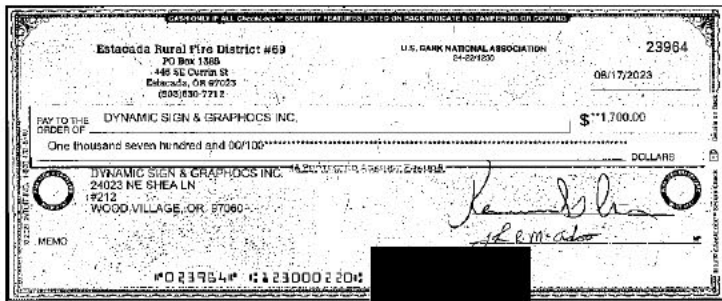 CASH ONLY IF ALL CheckLock™ SECURITY FEATURES LISTED ON BACK INDICATE NO TAMPERING OR COPYING
Estacada Rural Fire District #69
PO Box 1385
445 SE Currin St
Estacada, OR 97023
(503)630-7712
U.S. BANK NATIONAL ASSOCIATION
24-22/1230
23964
08/17/2023
PAY TO THE
ORDER OF
DYNAMIC SIGN & GRAPHOCS INC.
$ **1,700.00
One thousand seven hundred and 00/100
DOLLARS
DYNAMIC SIGN & GRAPHOCS INC.
24023 NE SHEA LN
#212
WOOD VILLAGE, OR 97060
MEMO
⑈023964⑈ ⑆123000220⑆